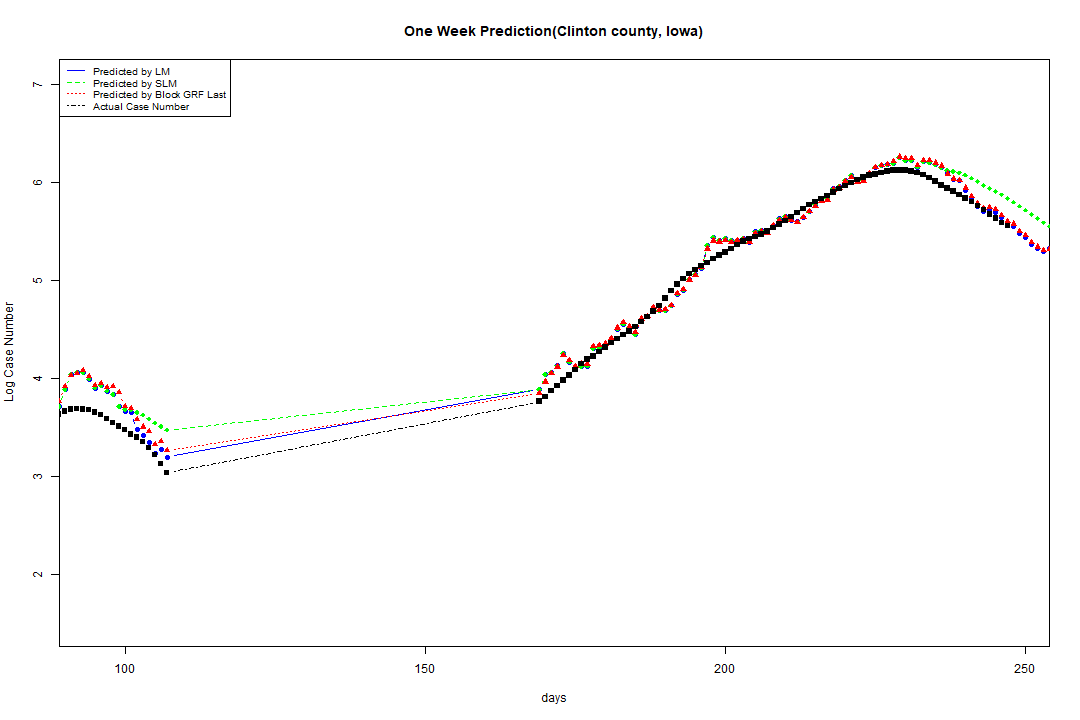 One Week Prediction(Clinton county, Iowa)
Predicted by LM
Predicted by SLM
Predicted by Block GRF Last
Actual Case Number
7
6
5
4
3
2
Log Case Number
100 150 200 250
days